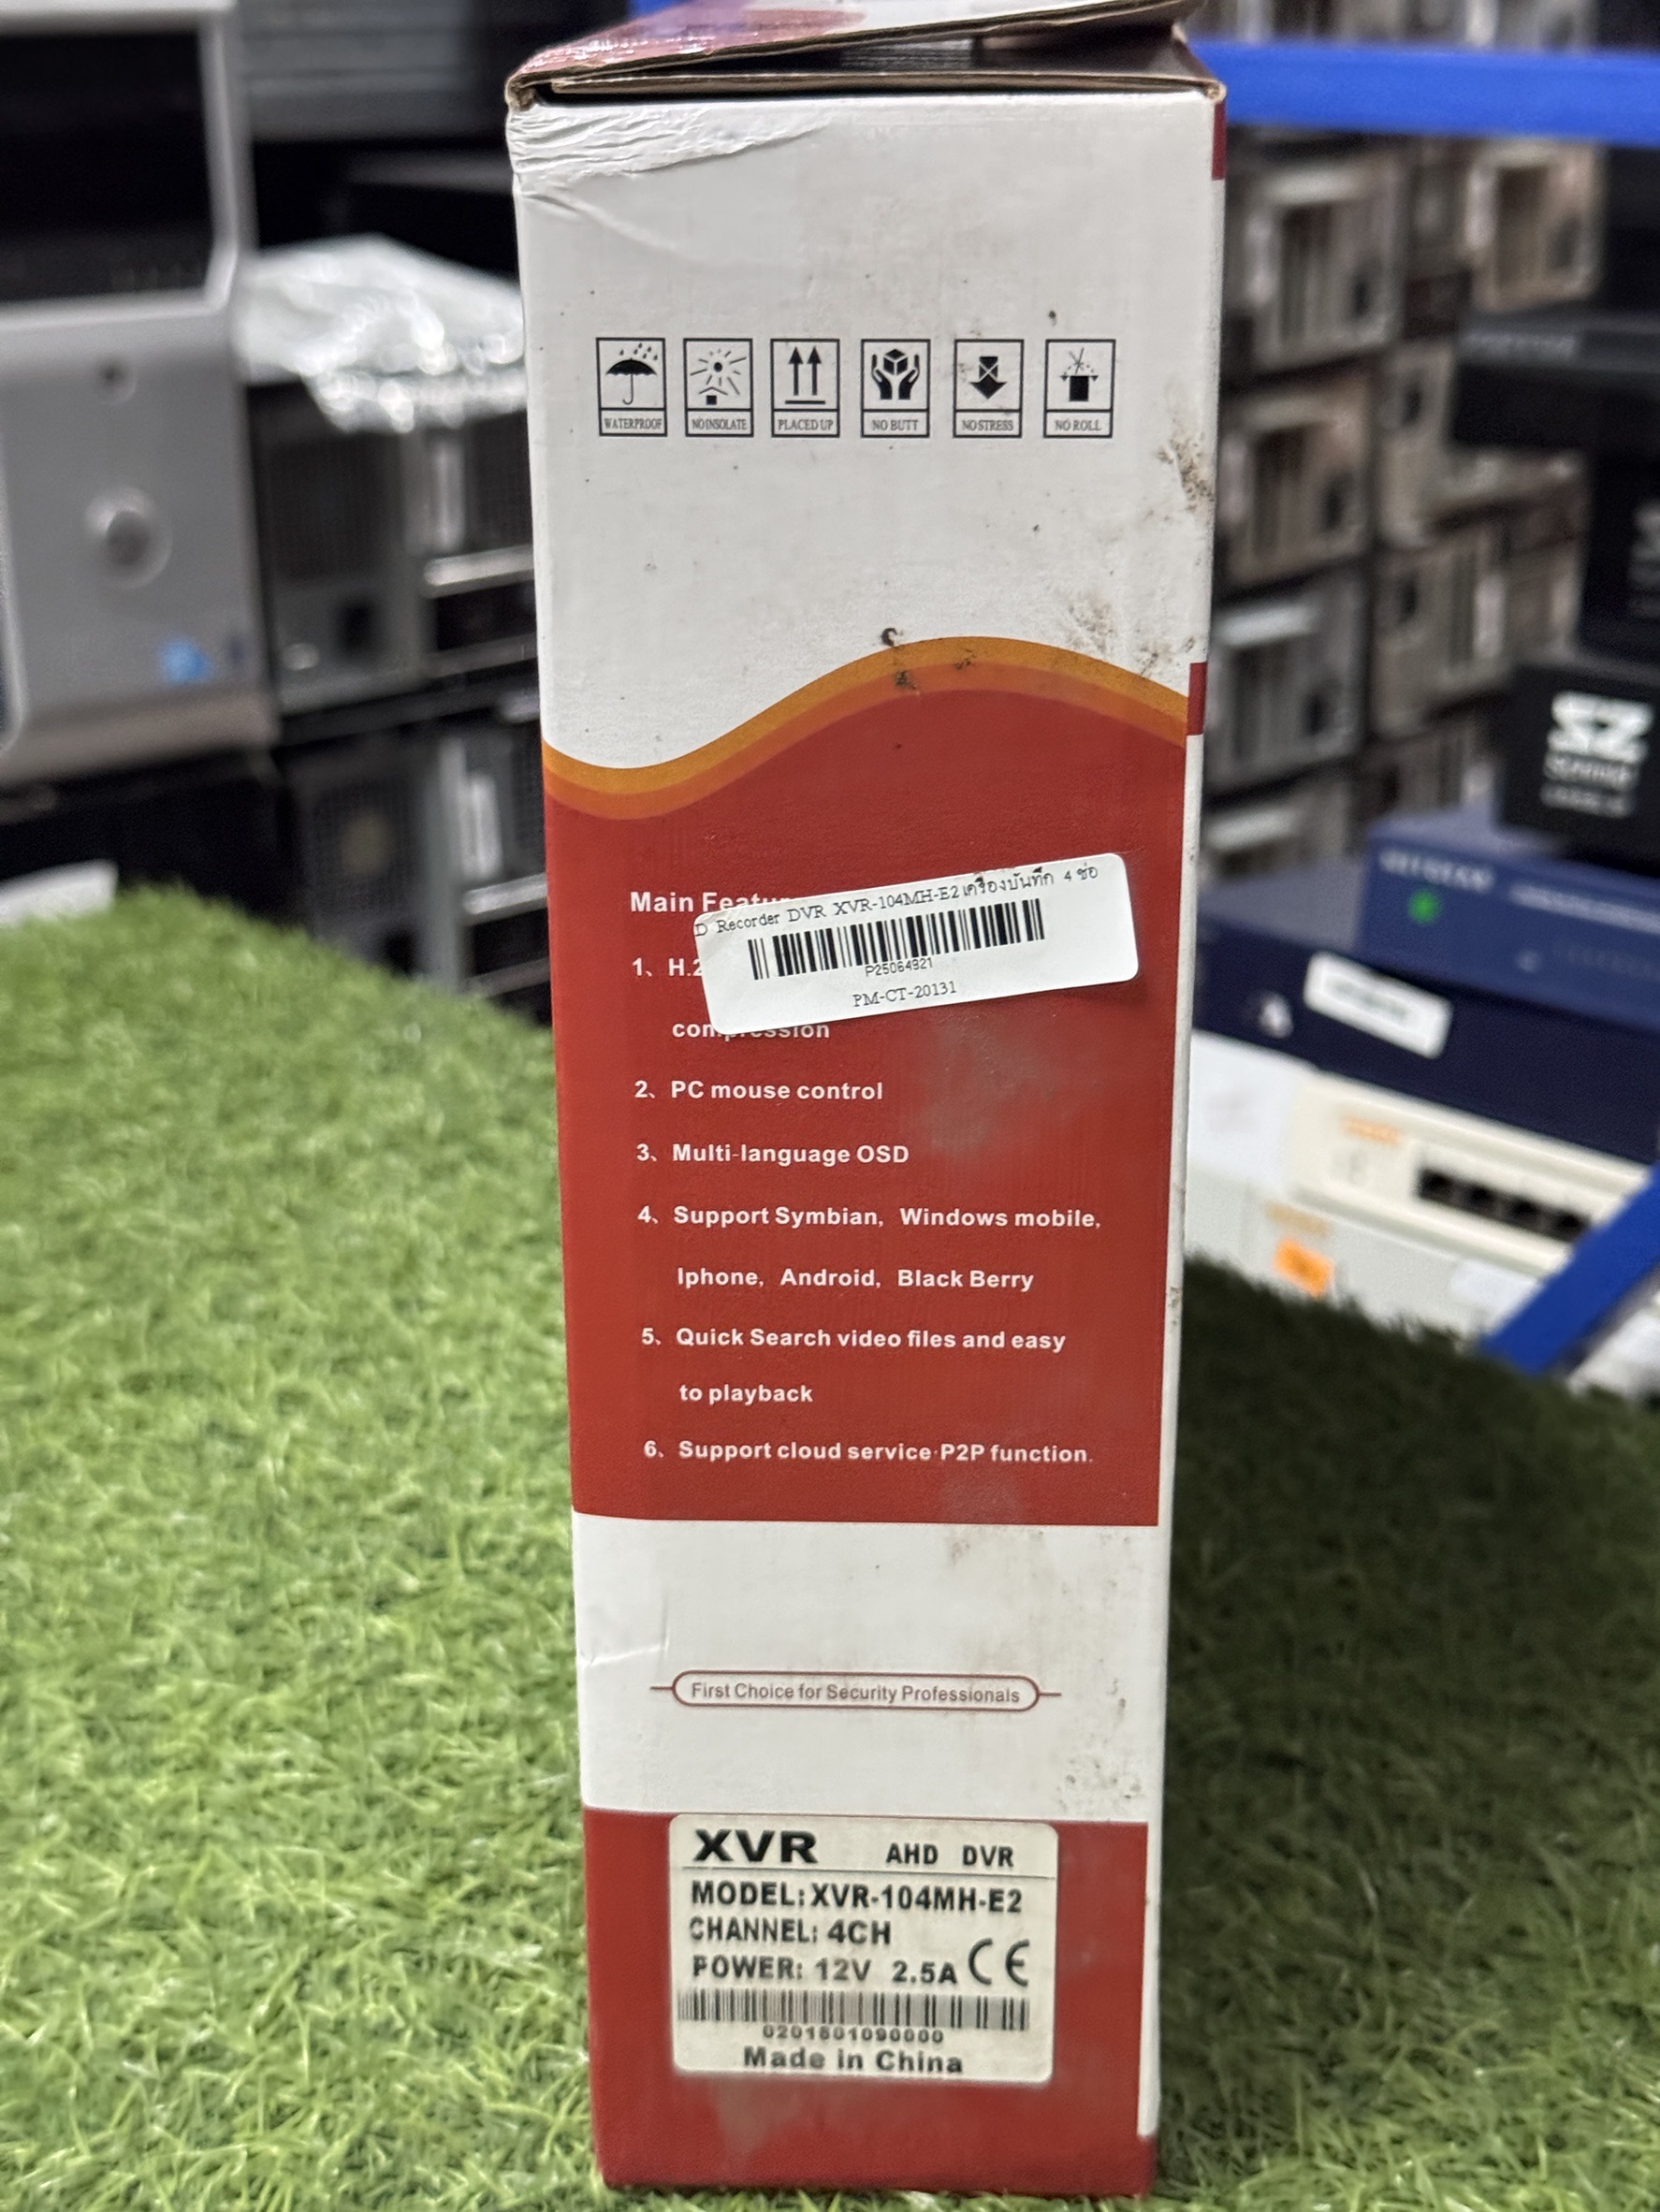 WATERPROOF
NO INSOLATE
PLACED UP
NO BUTT
NO STRESS
NO ROLL
Main Featu
D Recorder DVR XVR-104MH-E2 เครื่องบันทึก 4 ช่อ
P25064921
PM-CT-20131
1、H.2
compression
2、PC mouse control
3、Multi-language OSD
4、Support Symbian, Windows mobile,
Iphone, Android, Black Berry
5、Quick Search video files and easy
to playback
6、Support cloud service P2P function.
First Choice for Security Professionals
XVR AHD DVR
MODEL: XVR-104MH-E2
CHANNEL: 4CH
POWER: 12V 2.5A CE
0201801090000
Made in China
SZ
NETGEAR